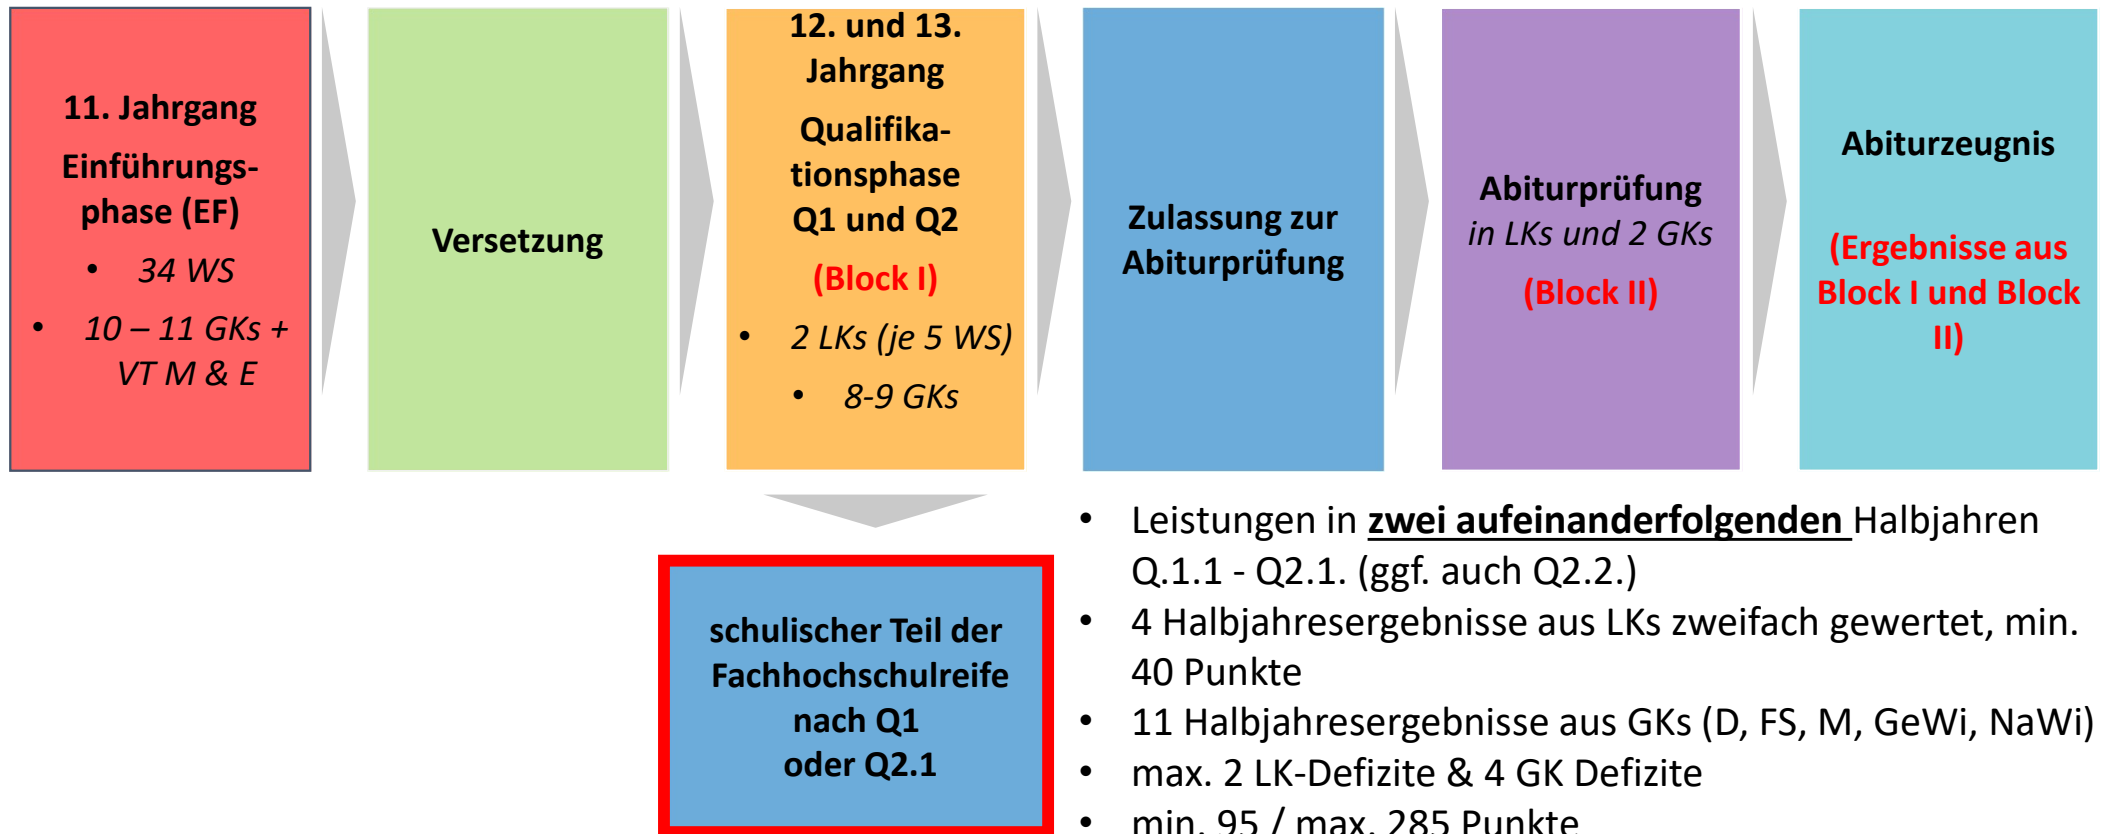 11. Jahrgang
Einführungs-
phase (EF)
• 34 WS
• 10 – 11 GKs +
VT M & E
Versetzung
12. und 13.
Jahrgang
Qualifika-
tionsphase
Q1 und Q2
(Block I)
• 2 LKs (je 5 WS)
• 8-9 GKs
Zulassung zur
Abiturprüfung
Abiturprüfung
in LKs und 2 GKs
(Block II)
Abiturzeugnis
(Ergebnisse aus
Block I und Block
II)
schulischer Teil der
Fachhochschulreife
nach Q1
oder Q2.1
• Leistungen in zwei aufeinanderfolgenden Halbjahren
Q.1.1 - Q2.1. (ggf. auch Q2.2.)
• 4 Halbjahresergebnisse aus LKs zweifach gewertet, min.
40 Punkte
• 11 Halbjahresergebnisse aus GKs (D, FS, M, GeWi, NaWi)
• max. 2 LK-Defizite & 4 GK Defizite
• min. 95 / max. 285 Punkte